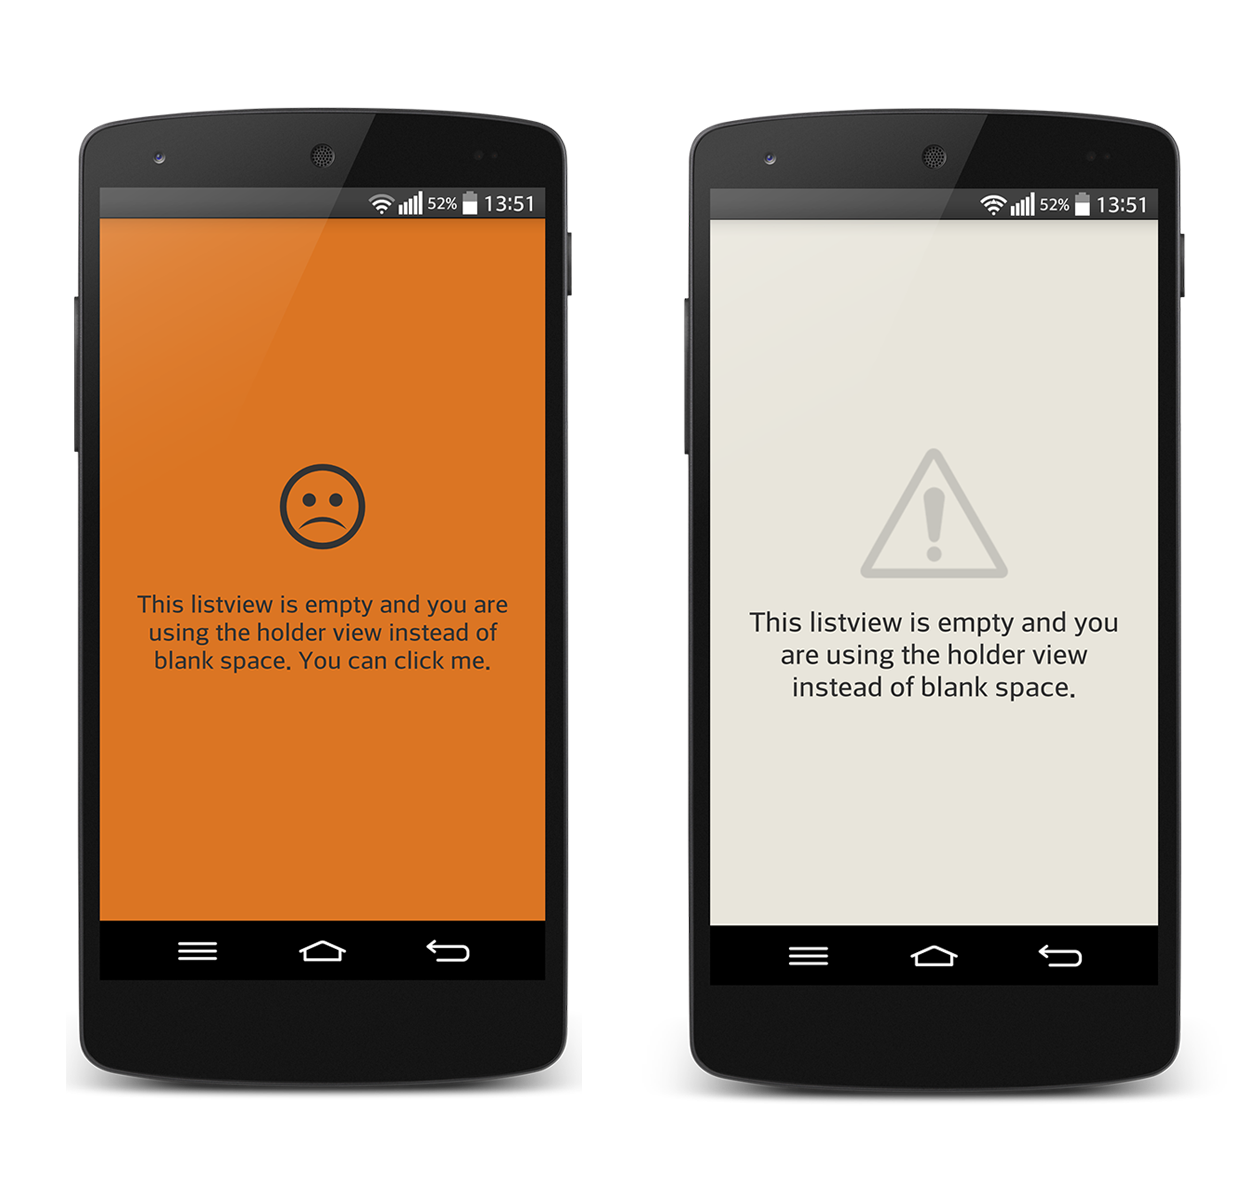 52% 13:51
This listview is empty and you are
using the holder view instead of
blank space. You can click me.
52% 13:51
This listview is empty and you
are using the holder view
instead of blank space.